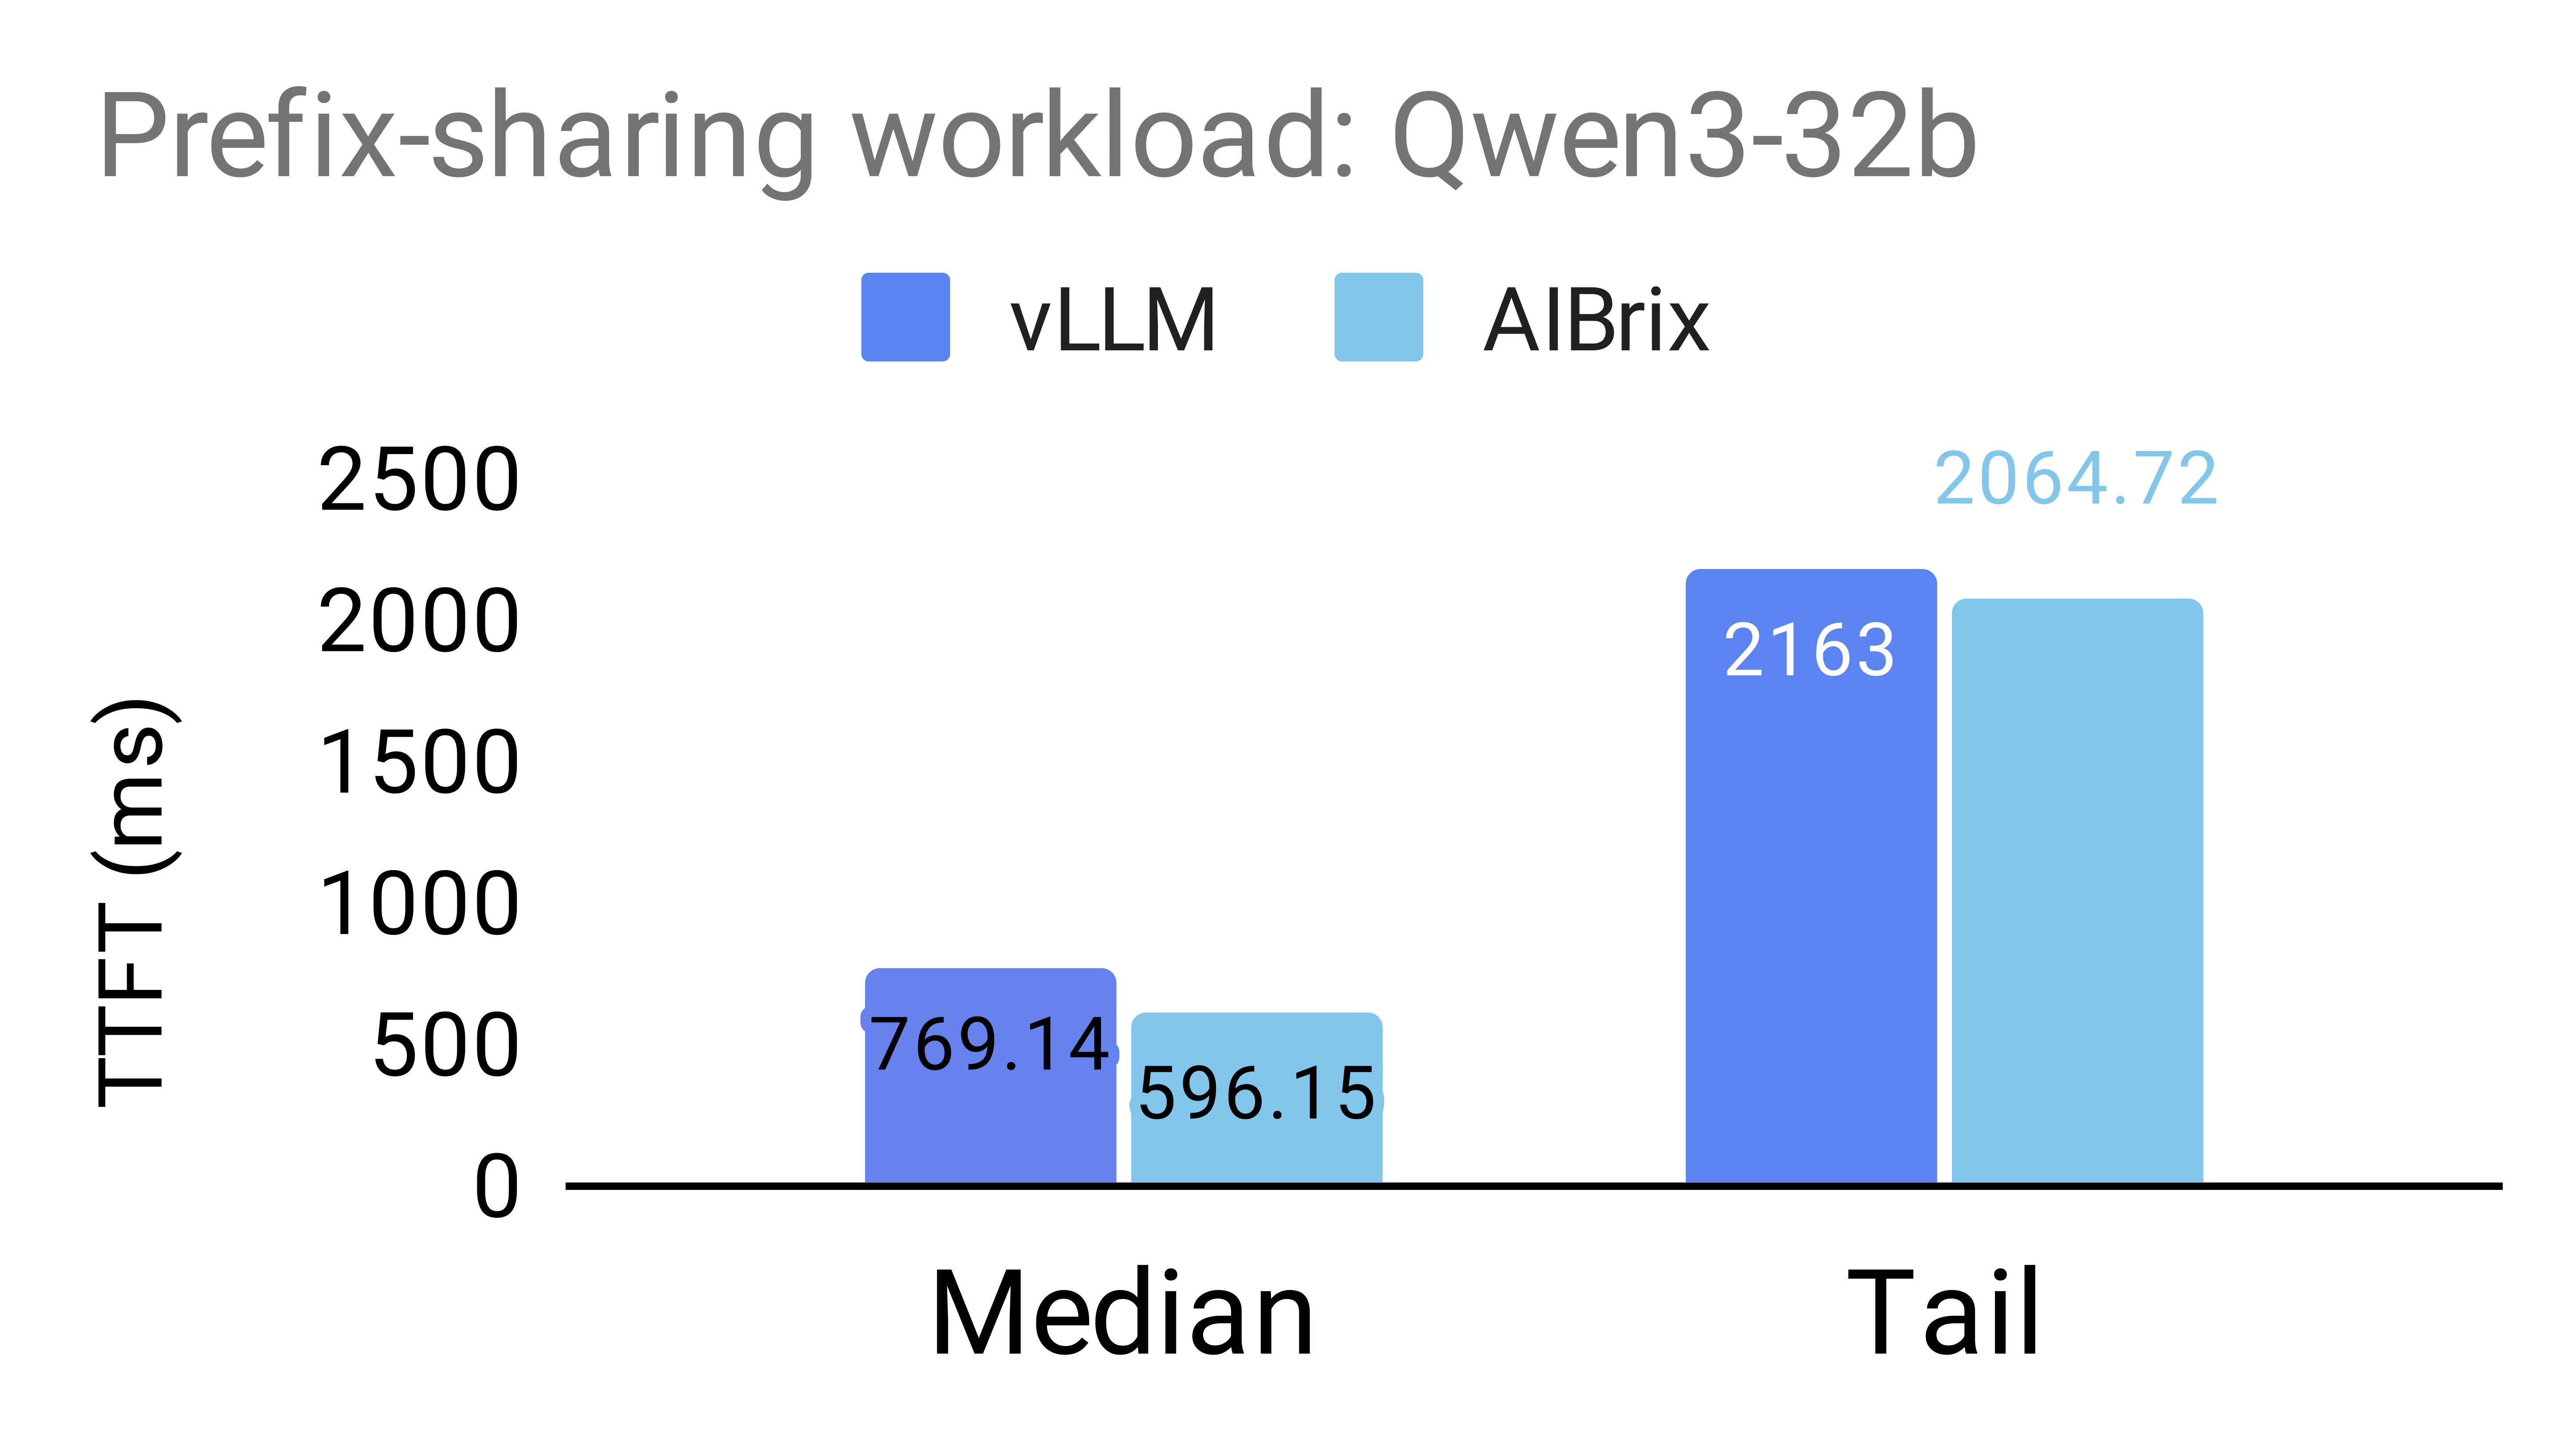 Prefix-sharing workload: Qwen3-32b
vLLM AIBrix
TTFT (ms)
2500
2000
1500
1000
500
0
769.14
596.15
2163
2064.72
Median Tail